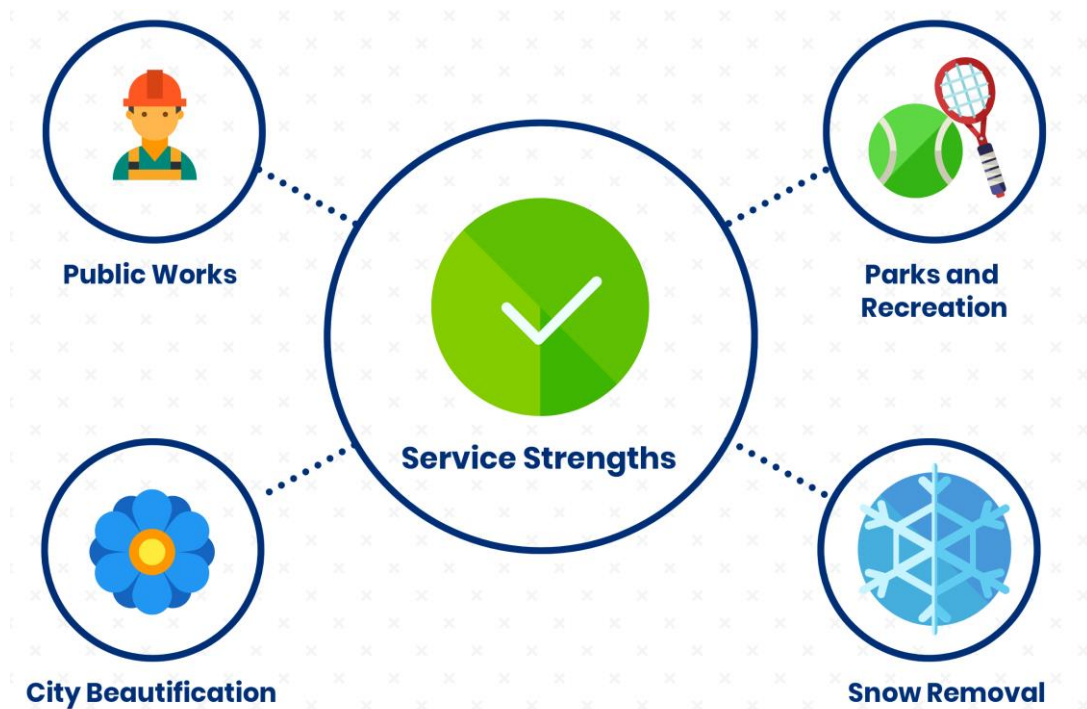 Public Works
Parks and
Recreation
Service Strengths
City Beautification
Snow Removal